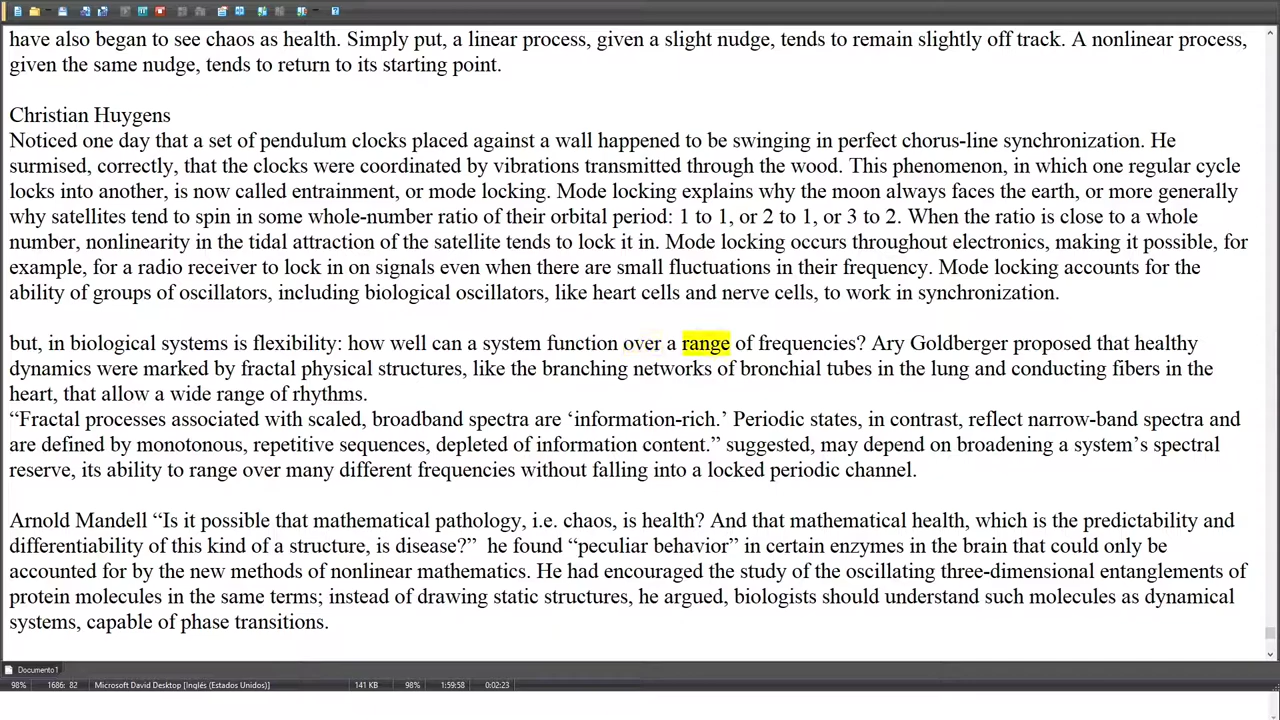 have also began to see chaos as health. Simply put, a linear process, given a slight nudge, tends to remain slightly off track. A nonlinear process,
given the same nudge, tends to return to its starting point.
Christian Huygens
Noticed one day that a set of pendulum clocks placed against a wall happened to be swinging in perfect chorus-line synchronization. He
surmised, correctly, that the clocks were coordinated by vibrations transmitted through the wood. This phenomenon, in which one regular cycle
locks into another, is now called entrainment, or mode locking. Mode locking explains why the moon always faces the earth, or more generally
why satellites tend to spin in some whole-number ratio of their orbital period: 1 to 1, or 2 to 1, or 3 to 2. When the ratio is close to a whole
number, nonlinearity in the tidal attraction of the satellite tends to lock it in. Mode locking occurs throughout electronics, making it possible, for
example, for a radio receiver to lock in on signals even when there are small fluctuations in their frequency. Mode locking accounts for the
ability of groups of oscillators, including biological oscillators, like heart cells and nerve cells, to work in synchronization.
but, in biological systems is flexibility: how well can a system function over a range of frequencies? Ary Goldberger proposed that healthy
dynamics were marked by fractal physical structures, like the branching networks of bronchial tubes in the lung and conducting fibers in the
heart, that allow a wide range of rhythms.
“Fractal processes associated with scaled, broadband spectra are ‘information-rich.’ Periodic states, in contrast, reflect narrow-band spectra and
are defined by monotonous, repetitive sequences, depleted of information content.” suggested, may depend on broadening a system’s spectral
reserve, its ability to range over many different frequencies without falling into a locked periodic channel.
Arnold Mandell “Is it possible that mathematical pathology, i.e. chaos, is health? And that mathematical health, which is the predictability and
differentiability of this kind of a structure, is disease?” he found “peculiar behavior” in certain enzymes in the brain that could only be
accounted for by the new methods of nonlinear mathematics. He had encouraged the study of the oscillating three-dimensional entanglements of
protein molecules in the same terms; instead of drawing static structures, he argued, biologists should understand such molecules as dynamical
systems, capable of phase transitions.
Documento1
98% 1686: 82 Microsoft David Desktop [Inglés (Estados Unidos)] 141 KB 98% 1:59:58 0:02:23